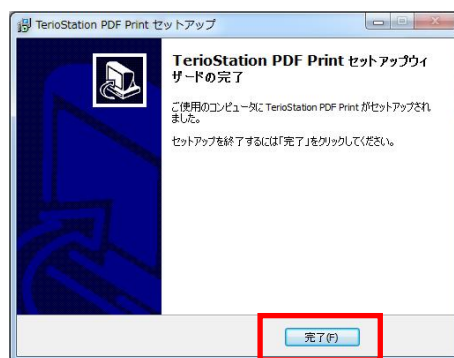 TerioStation PDF Print セットアップ
TerioStation PDF Print セットアップウィ
ザードの完了
ご使用のコンピュータに TerioStation PDF Print がセットアップされ
ました。
セットアップを終了するには「完了」をクリックしてください。
完了(F)